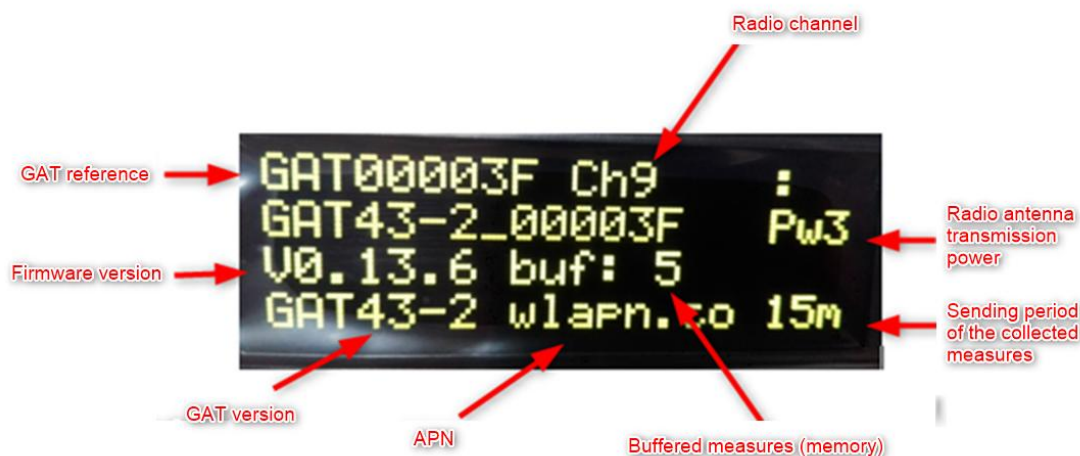 Radio channel
GAT reference
GAT00003F Ch9 :
GAT43-2_00003F Pw3
Radio antenna
transmission
power
Firmware version
V0.13.6 buf: 5
GAT43-2 wlapn.co 15m
Sending period
of the collected
measures
GAT version
APN
Buffered measures (memory)